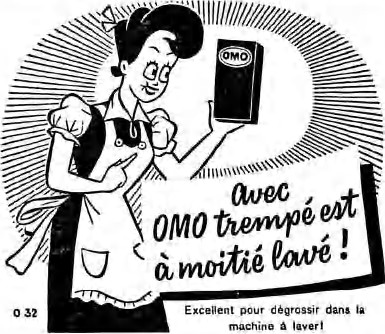 OMO
avec
OMO trempé est
à moitié lavé !
O 32
Excellent pour dégrossir dans la
machine à laver!